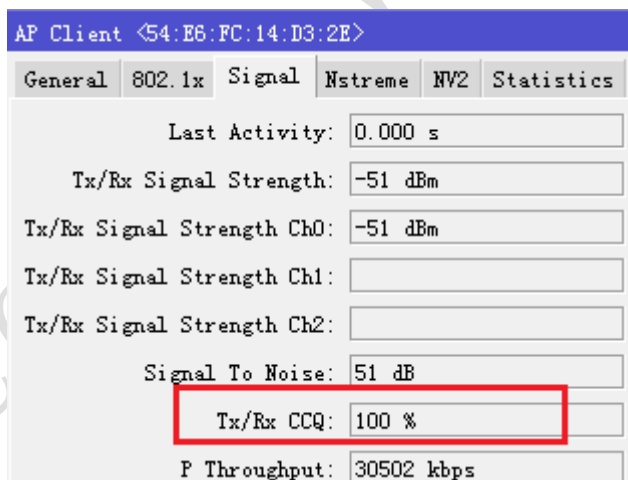 AP Client <54:E6:FC:14:D3:2E>
General 802.1x Signal Nstreme NV2 Statistics
Last Activity: 0.000 s
Tx/Rx Signal Strength: -51 dBm
Tx/Rx Signal Strength Ch0: -51 dBm
Tx/Rx Signal Strength Ch1:
Tx/Rx Signal Strength Ch2:
Signal To Noise: 51 dB
Tx/Rx CCQ: 100 %
P Throughput: 30502 kbps